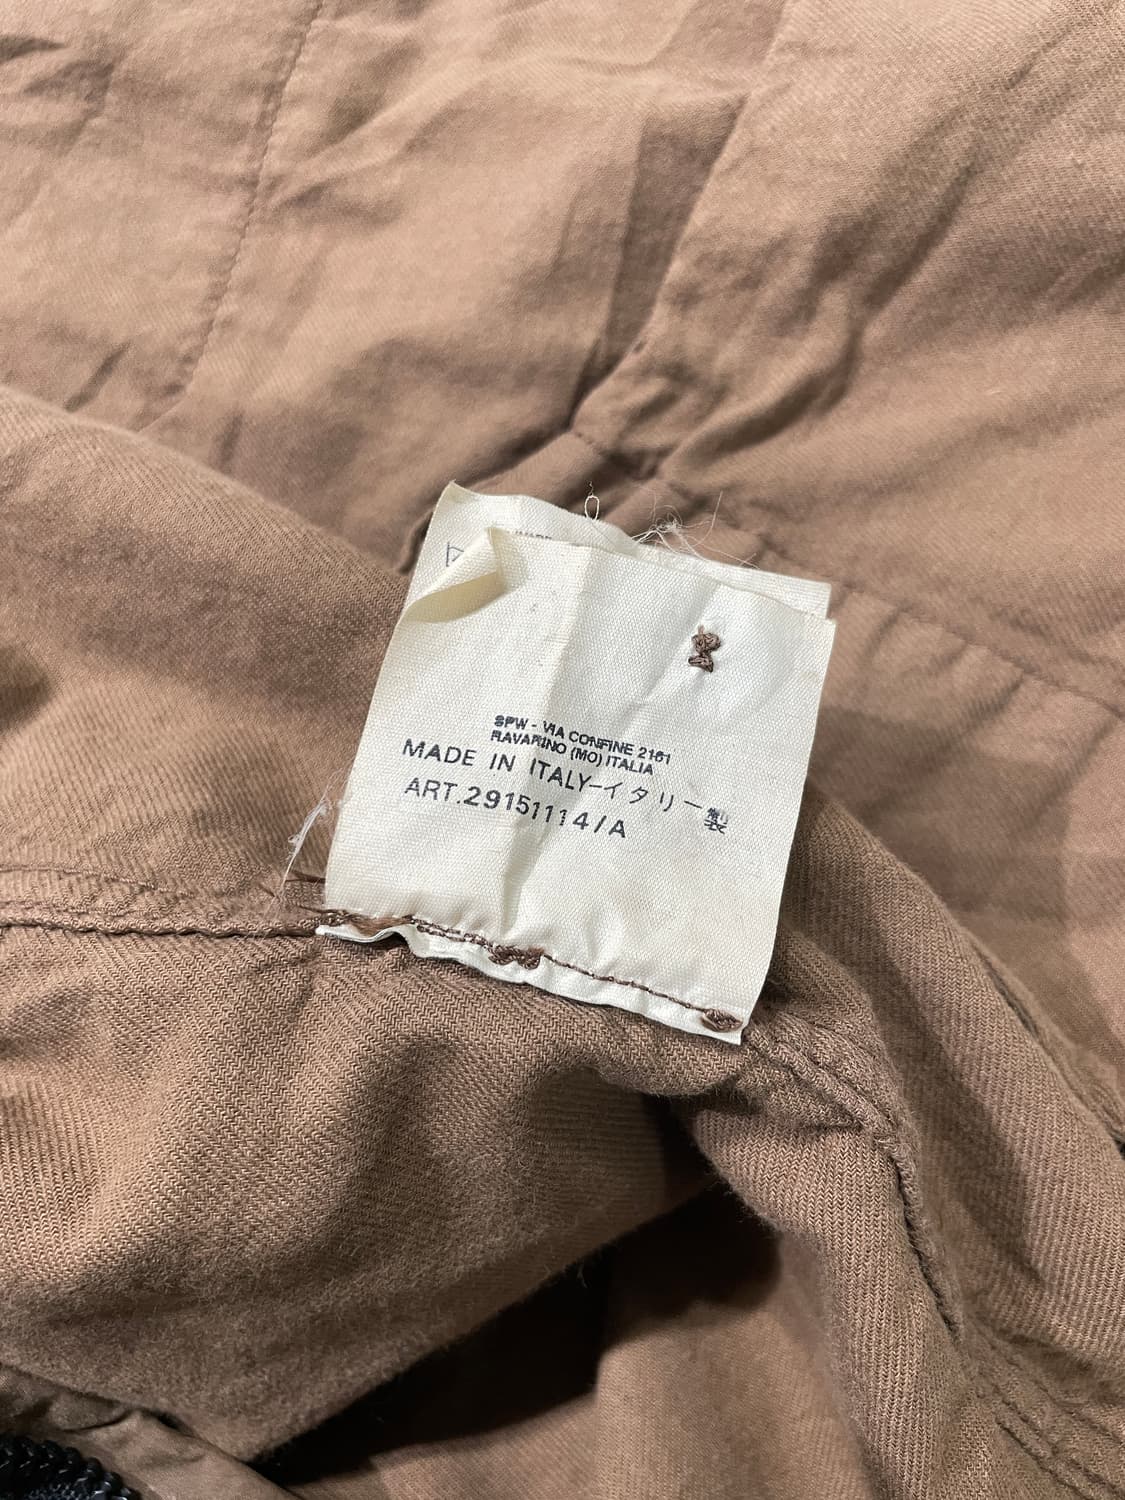 SPW - VIA CONFINE 2161
RAVARINO (MO) ITALIA
MADE IN ITALY-イタリー製
ART.29151114/A